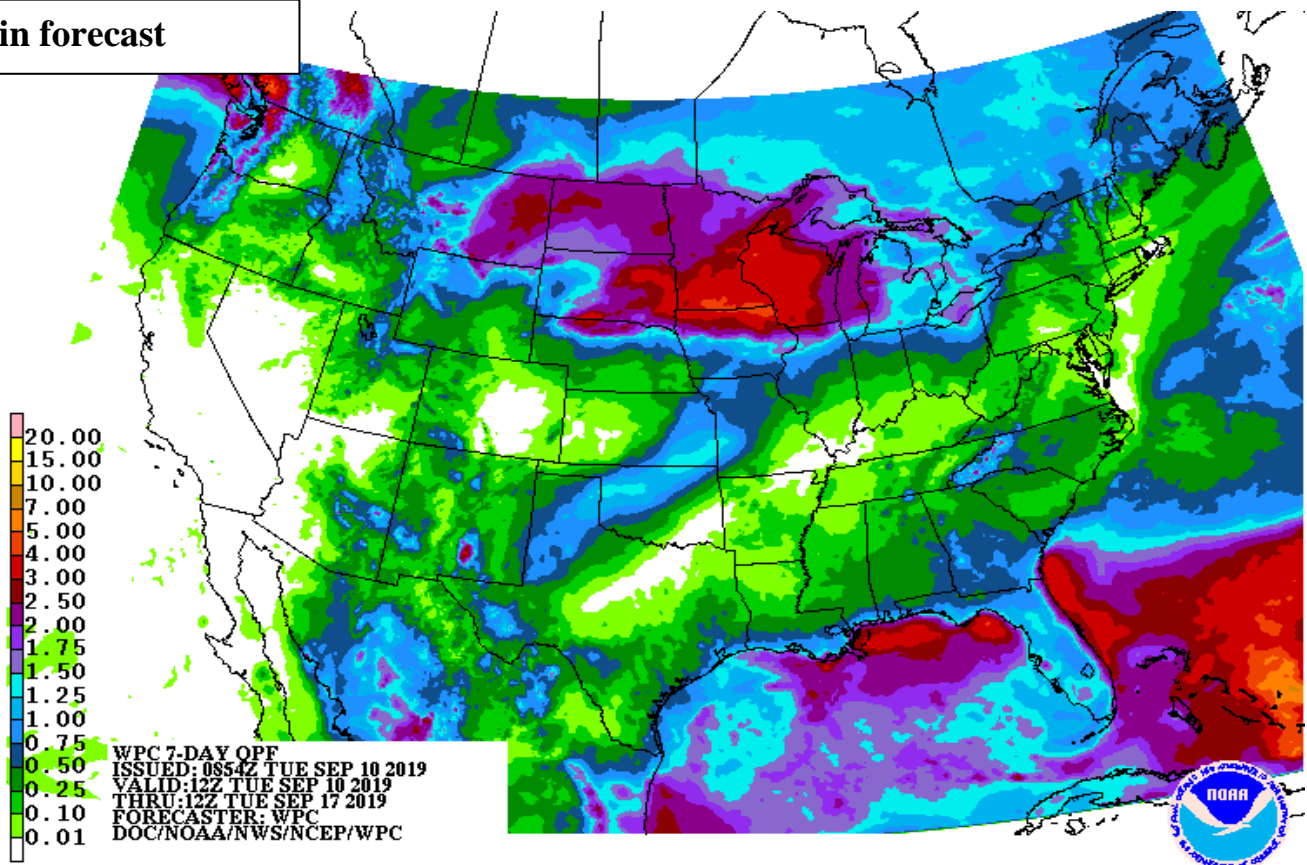 in forecast
20.00
15.00
10.00
7.00
5.00
4.00
3.00
2.50
2.00
1.75
1.50
1.25
1.00
0.75
0.50
0.25
0.10
0.01
WPC 7-DAY QPF
ISSUED: 0854Z TUE SEP 10 2019
VALID:12Z TUE SEP 10 2019
THRU:12Z TUE SEP 17 2019
FORECASTER: WPC
DOC/NOAA/NWS/NCEP/WPC
NOAA